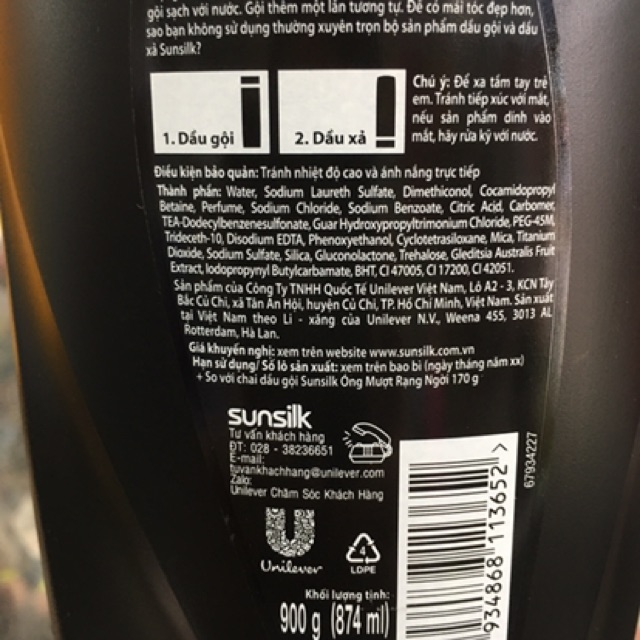 gội sạch với nước. Gội thêm một lần tương tự. Để có mái tóc đẹp hơn,
sao bạn không sử dụng thường xuyên trọn bộ sản phẩm dầu gội và dầu
xả Sunsilk?
1. Dầu gội
2. Dầu xả
Chú ý: Để xa tầm tay trẻ
em. Tránh tiếp xúc với mắt,
nếu sản phẩm dính vào
mắt, hãy rửa kỹ với nước.
Điều kiện bảo quản: Tránh nhiệt độ cao và ánh nắng trực tiếp
Thành phần: Water, Sodium Laureth Sulfate, Dimethiconol, Cocamidopropyl
Betaine, Perfume, Sodium Chloride, Sodium Benzoate, Citric Acid, Carbomer,
TEA-Dodecylbenzenesulfonate, Guar Hydroxypropyltrimonium Chloride, PEG-45M,
Trideceth-10, Disodium EDTA, Phenoxyethanol, Cyclotetrasiloxane, Mica, Titanium
Dioxide, Sodium Sulfate, Silica, Gluconolactone, Trehalose, Gleditsia Australis Fruit
Extract, Iodopropynyl Butylcarbamate, BHT, CI 47005, CI 17200, CI 42051.
Sản phẩm của Công Ty TNHH Quốc Tế Unilever Việt Nam, Lô A2 - 3, KCN Tây
Bắc Củ Chi, xã Tân An Hội, huyện Củ Chi, TP. Hồ Chí Minh, Việt Nam. Sản xuất
tại Việt Nam theo Li - xăng của Unilever N.V., Weena 455, 3013 AL
Rotterdam, Hà Lan.
Giá khuyến nghị: xem trên website www.sunsilk.com.vn
Hạn sử dụng/ Số lô sản xuất: xem trên bao bì (ngày tháng năm xx)
+ So với chai dầu gội Sunsilk Óng Mượt Rạng Ngời 170 g
sunsilk
Tư vấn khách hàng
ĐT: 028 - 38236651
E-mail:
tuvankhachhang@unilever.com
Zalo:
Unilever Chăm Sóc Khách Hàng
Unilever
4
LDPE
Khối lượng tịnh:
900 g (874 ml)
934868 113652 >
67934227